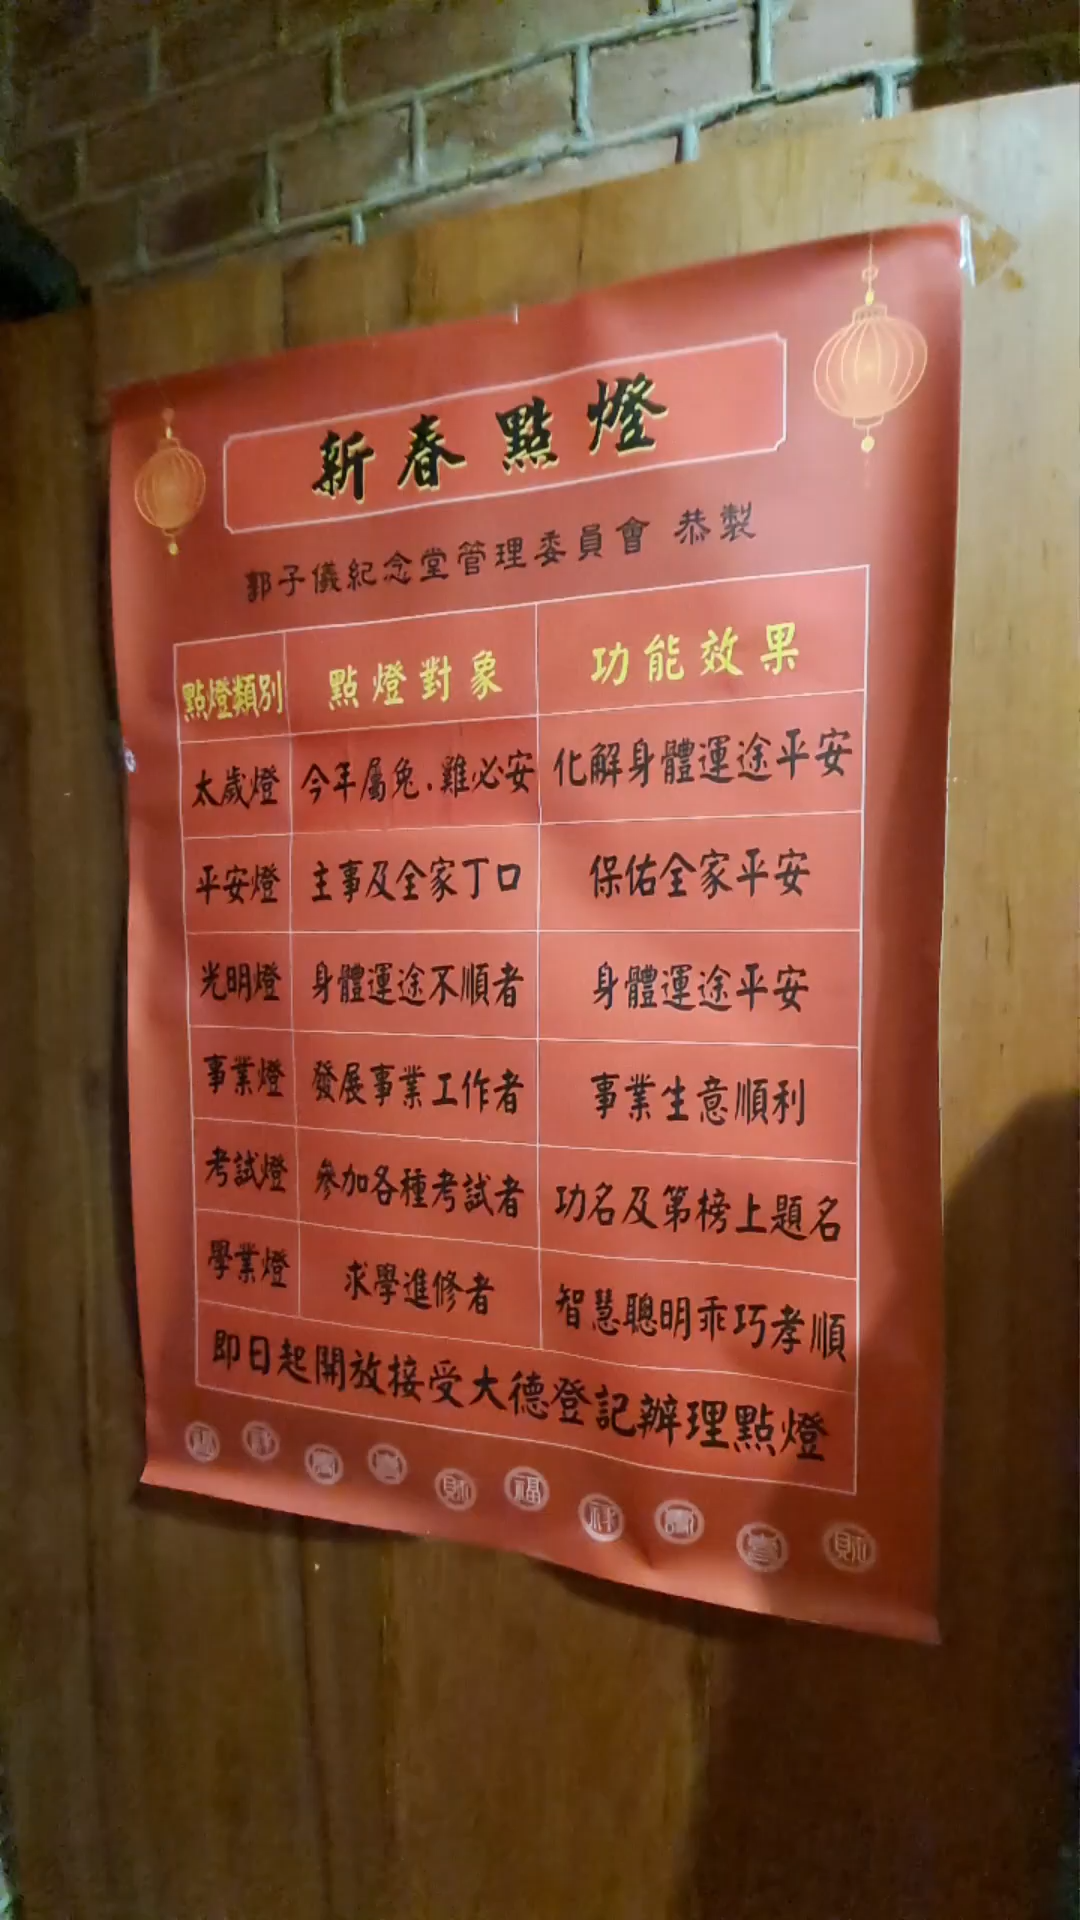 新春點燈
郭子儀紀念堂管理委員會 恭製
點燈類別 點燈對象 功能效果
太歲燈 今年屬兔.雞必安 化解身體運途平安
平安燈 主事及全家丁口 保佑全家平安
光明燈 身體運途不順者 身體運途平安
事業燈 發展事業工作者 事業生意順利
考試燈 參加各種考試者 功名及第榜上題名
學業燈 求學進修者 智慧聰明乖巧孝順
即日起開放接受大德登記辦理點燈
財 福 祥 壽 喜 財